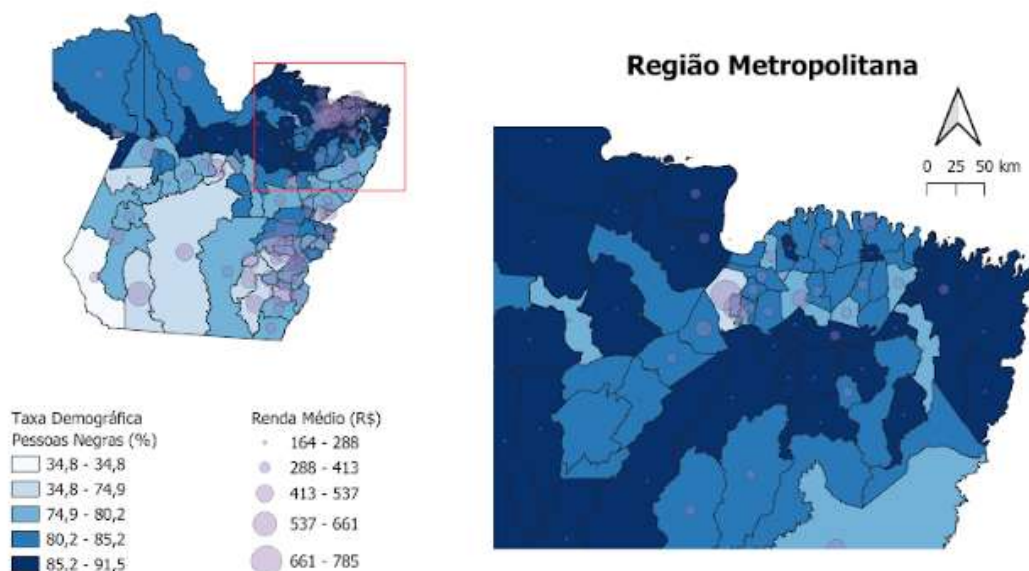 Região Metropolitana
0 25 50 km
Taxa Demográfica
Pessoas Negras (%)
34,8 - 34,8
34,8 - 74,9
74,9 - 80,2
80,2 - 85,2
85,2 - 91,5
Renda Médio (R$)
164 - 288
288 - 413
413 - 537
537 - 661
661 - 785